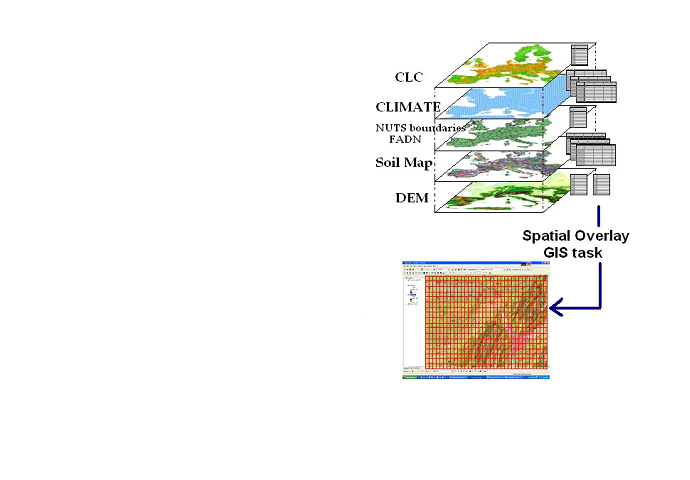 CLC
CLIMATE
NUTS boundaries
FADN
Soil Map
DEM
Spatial Overlay
GIS task